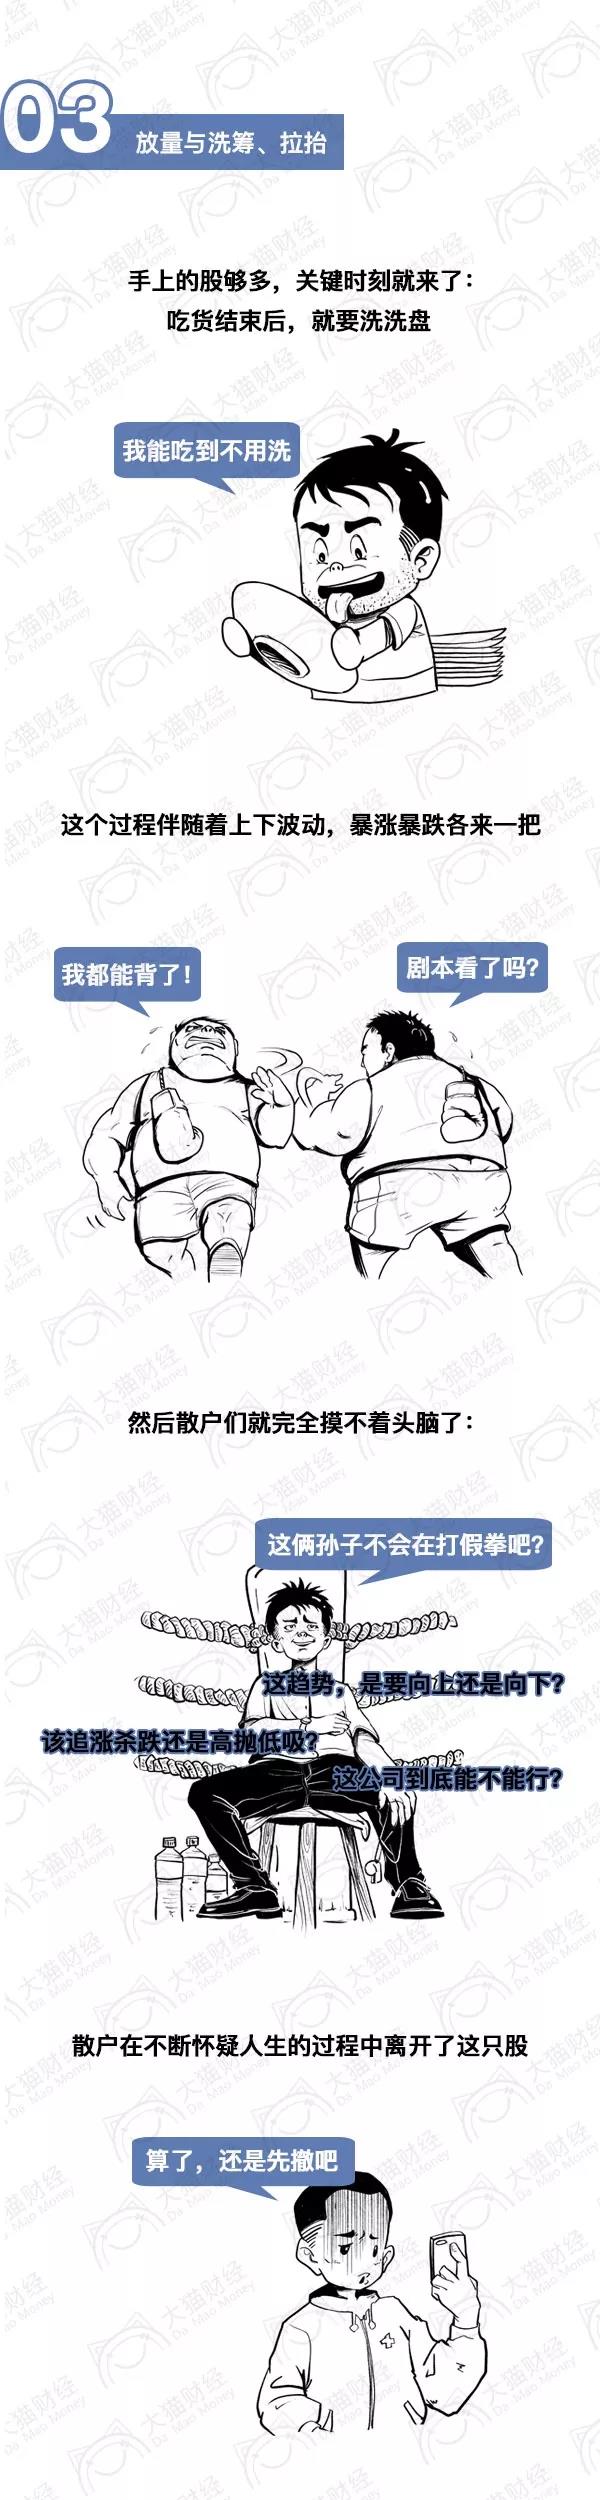 03
放量与洗筹、拉抬
手上的股够多，关键时刻就来了：
吃货结束后，就要洗洗盘
我能吃到不用洗
这个过程伴随着上下波动，暴涨暴跌各来一把
我都能背了！
剧本看了吗？
然后散户们就完全摸不着头脑了：
这俩孙子不会在打假拳吧？
这趋势，是要向上还是向下？
该追涨杀跌还是高抛低吸？
这公司到底能不能行？
散户在不断怀疑人生的过程中离开了这只股
算了，还是先撤吧
大猫财经
Da Mao Money